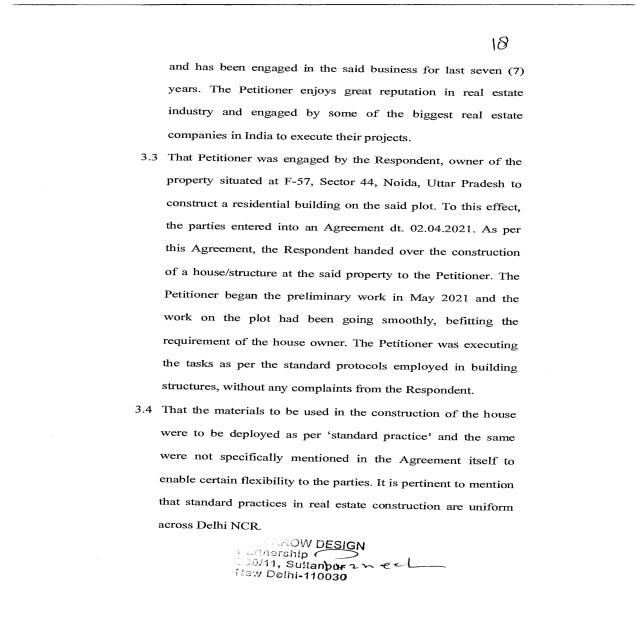 18
and has been engaged in the said business for last seven (7)
years. The Petitioner enjoys great reputation in real estate
industry and engaged by some of the biggest real estate
companies in India to execute their projects.
3.3 That Petitioner was engaged by the Respondent, owner of the
property situated at F-57, Sector 44, Noida, Uttar Pradesh to
construct a residential building on the said plot. To this effect,
the parties entered into an Agreement dt. 02.04.2021. As per
this Agreement, the Respondent handed over the construction
of a house/structure at the said property to the Petitioner. The
Petitioner began the preliminary work in May 2021 and the
work on the plot had been going smoothly, befitting the
requirement of the house owner. The Petitioner was executing
the tasks as per the standard protocols employed in building
structures, without any complaints from the Respondent.
3.4 That the materials to be used in the construction of the house
were to be deployed as per ‘standard practice’ and the same
were not specifically mentioned in the Agreement itself to
enable certain flexibility to the parties. It is pertinent to mention
that standard practices in real estate construction are uniform
across Delhi NCR.
DESIGN
Sultanpur
New Delhi-110030